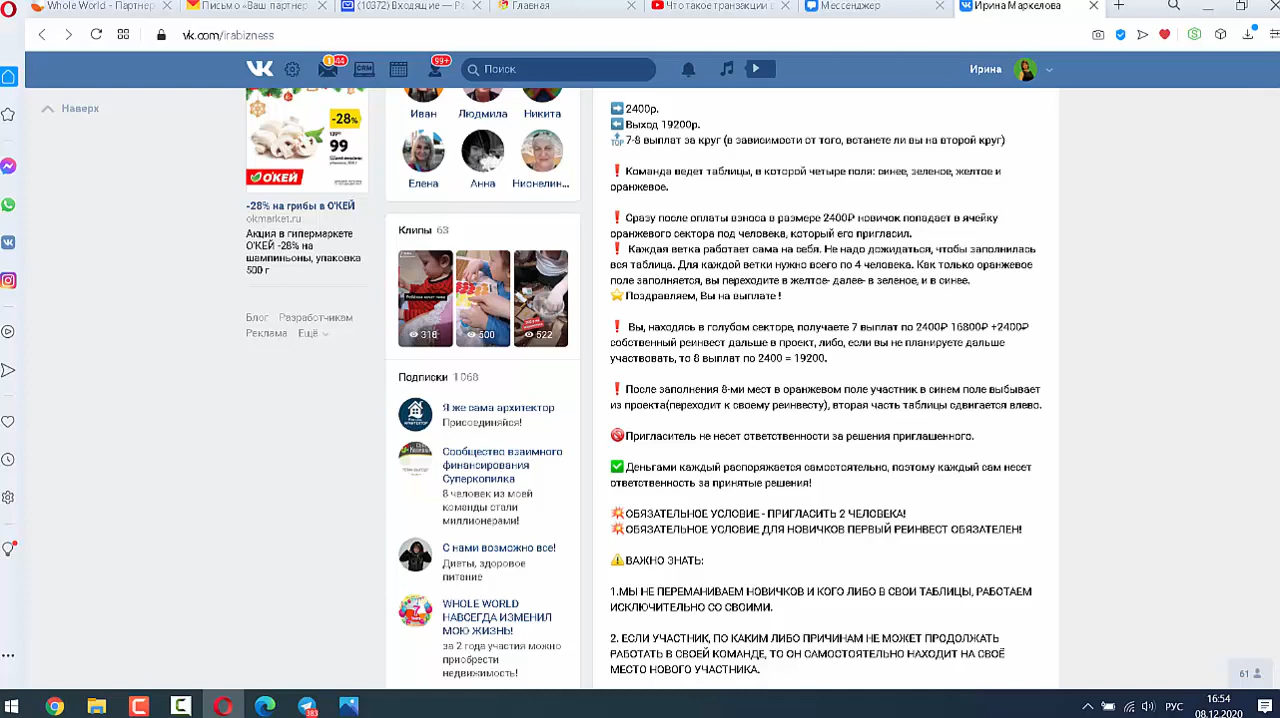 Whole World - Партнер
Письмо «Ваш партнер
(10372) Входящие – Ра
Главная
Что такое транзакции
Мессенджер
Ирина Маркелова
vk.com/irabizness
144
CRM
99+
Поиск
Ирина
Наверх
-28%
99
О'КЕЙ
-28% на грибы в О'КЕЙ
okmarket.ru
Акция в гипермаркете
О'КЕЙ -28% на
шампиньоны, упаковка
500 г
Блог Разработчикам
Реклама Ещё
Иван Людмила Никита
Елена Анна Нионелин...
Клипы 63
318 500 522
Подписки 1 068
Я же сама архитектор
Присоединяйся!
Сообщество взаимного
финансирования
Суперкопилка
8 человек из моей
команды стали
миллионерами!
С нами возможно все!
Диеты, здоровое
питание
WHOLE WORLD
НАВСЕГДА ИЗМЕНИЛ
МОЮ ЖИЗНЬ!
за 2 года участия можно
приобрести
недвижимость!
➡2400р.
⬅Выход 19200р.
🔝 7-8 выплат за круг (в зависимости от того, встанете ли вы на второй круг)
❗ Команда ведет таблицы, в которой четыре поля: синее, зеленое, желтое и
оранжевое.
❗ Сразу после оплаты взноса в размере 2400₽ новичок попадает в ячейку
оранжевого сектора под человека, который его пригласил.
❗ Каждая ветка работает сама на себя. Не надо дожидаться, чтобы заполнилась
вся таблица. Для каждой ветки нужно всего по 4 человека. Как только оранжевое
поле заполняется, вы переходите в желтое- далее- в зеленое, и в синее.
⭐Поздравляем, Вы на выплате !
❗ Вы, находясь в голубом секторе, получаете 7 выплат по 2400₽ 16800₽ +2400₽
собственный реинвест дальше в проект, либо, если вы не планируете дальше
участвовать, то 8 выплат по 2400 = 19200.
❗После заполнения 8-ми мест в оранжевом поле участник в синем поле выбывает
из проекта(переходит к своему реинвесту), вторая часть таблицы сдвигается влево.
🚫Пригласитель не несет ответственности за решения приглашенного.
✅Деньгами каждый распоряжается самостоятельно, поэтому каждый сам несет
ответственность за принятые решения!
💥ОБЯЗАТЕЛЬНОЕ УСЛОВИЕ - ПРИГЛАСИТЬ 2 ЧЕЛОВЕКА!
💥ОБЯЗАТЕЛЬНОЕ УСЛОВИЕ ДЛЯ НОВИЧКОВ ПЕРВЫЙ РЕИНВЕСТ ОБЯЗАТЕЛЕН!
⚠ВАЖНО ЗНАТЬ:
1.МЫ НЕ ПЕРЕМАНИВАЕМ НОВИЧКОВ И КОГО ЛИБО В СВОИ ТАБЛИЦЫ, РАБОТАЕМ
ИСКЛЮЧИТЕЛЬНО СО СВОИМИ.
2. ЕСЛИ УЧАСТНИК, ПО КАКИМ ЛИБО ПРИЧИНАМ НЕ МОЖЕТ ПРОДОЛЖАТЬ
РАБОТАТЬ В СВОЕЙ КОМАНДЕ, ТО ОН САМОСТОЯТЕЛЬНО НАХОДИТ НА СВОЁ
МЕСТО НОВОГО УЧАСТНИКА.
61
383
РУС
16:54
08.12.2020